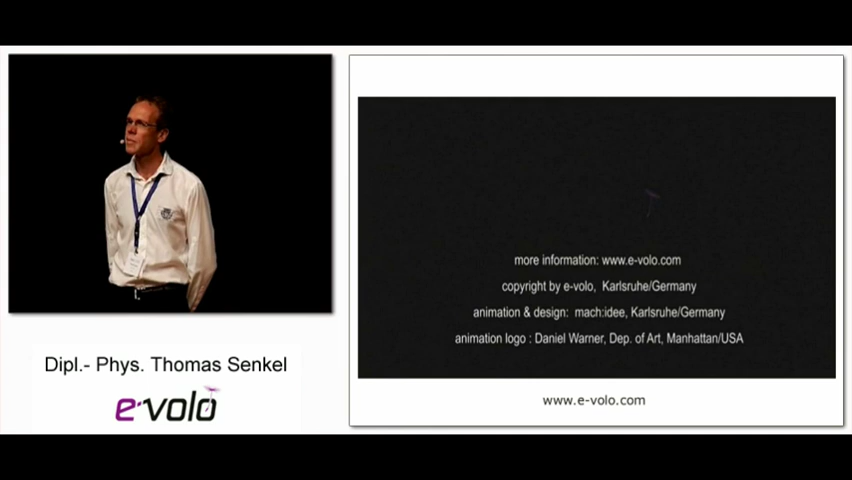 more information: www.e-volo.com
copyright by e-volo, Karlsruhe/Germany
animation & design: mach:idee, Karlsruhe/Germany
animation logo : Daniel Warner, Dep. of Art, Manhattan/USA
www.e-volo.com
Dipl.- Phys. Thomas Senkel
e-volo